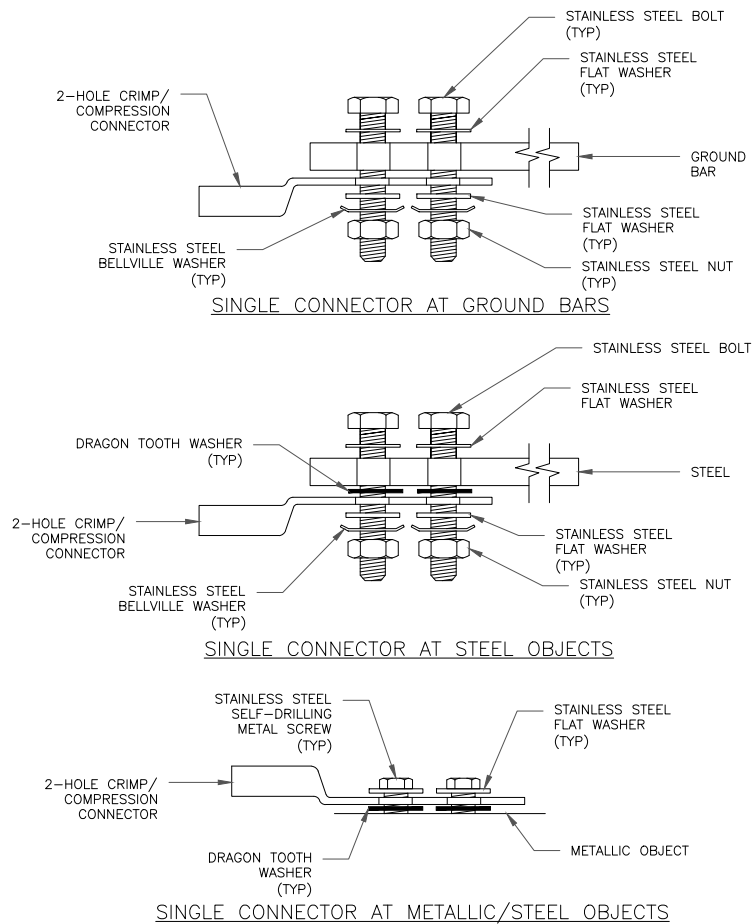 STAINLESS STEEL BOLT
(TYP)
STAINLESS STEEL
FLAT WASHER
(TYP)
2-HOLE CRIMP/
COMPRESSION
CONNECTOR
GROUND
BAR
STAINLESS STEEL
FLAT WASHER
(TYP)
STAINLESS STEEL
BELLVILLE WASHER
(TYP)
STAINLESS STEEL NUT
(TYP)
SINGLE CONNECTOR AT GROUND BARS
STAINLESS STEEL BOLT
STAINLESS STEEL
FLAT WASHER
DRAGON TOOTH WASHER
(TYP)
STEEL
2-HOLE CRIMP/
COMPRESSION
CONNECTOR
STAINLESS STEEL
FLAT WASHER
(TYP)
STAINLESS STEEL
BELLVILLE WASHER
(TYP)
STAINLESS STEEL NUT
(TYP)
SINGLE CONNECTOR AT STEEL OBJECTS
STAINLESS STEEL
SELF-DRILLING
METAL SCREW
(TYP)
STAINLESS STEEL
FLAT WASHER
(TYP)
2-HOLE CRIMP/
COMPRESSION
CONNECTOR
DRAGON TOOTH
WASHER
(TYP)
METALLIC OBJECT
SINGLE CONNECTOR AT METALLIC/STEEL OBJECTS